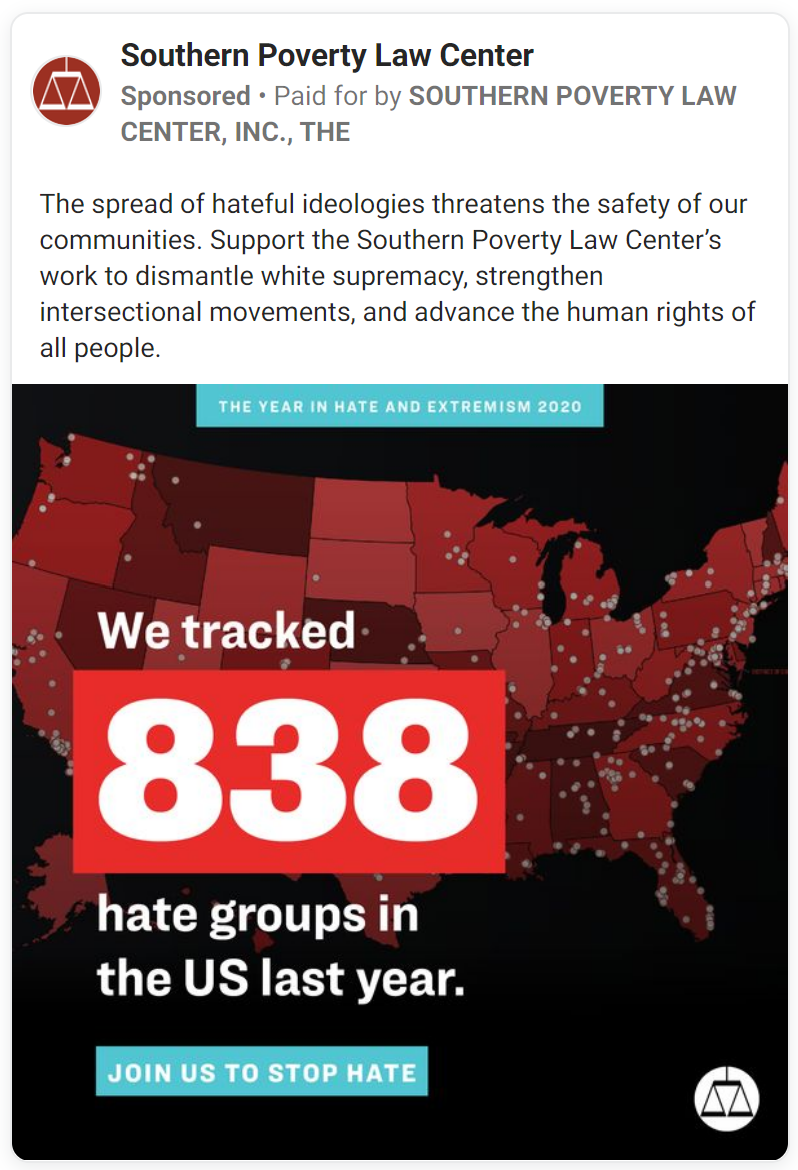 Southern Poverty Law Center
Sponsored • Paid for by SOUTHERN POVERTY LAW
CENTER, INC., THE
The spread of hateful ideologies threatens the safety of our
communities. Support the Southern Poverty Law Center’s
work to dismantle white supremacy, strengthen
intersectional movements, and advance the human rights of
all people.
THE YEAR IN HATE AND EXTREMISM 2020
We tracked
838
hate groups in
the US last year.
JOIN US TO STOP HATE